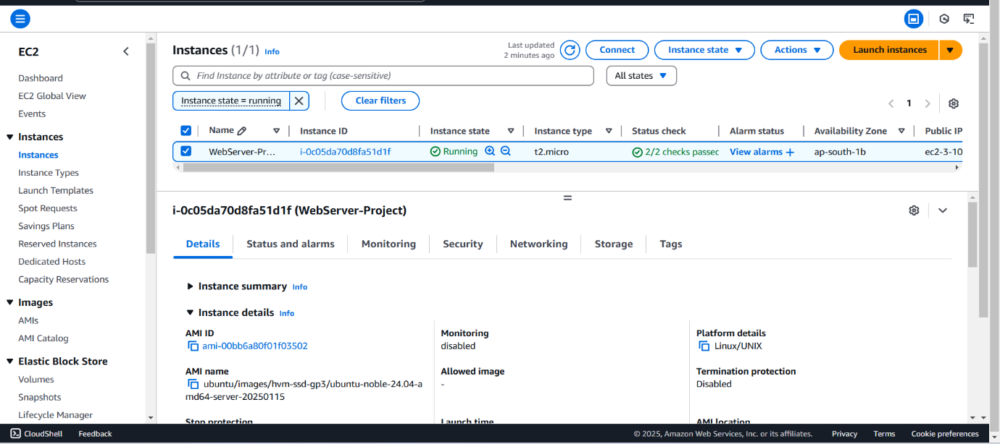 EC2
Dashboard
EC2 Global View
Events
Instances
Instances
Instance Types
Launch Templates
Spot Requests
Savings Plans
Reserved Instances
Dedicated Hosts
Capacity Reservations
Images
AMIs
AMI Catalog
Elastic Block Store
Volumes
Snapshots
Lifecycle Manager
Instances (1/1) Info
Last updated
2 minutes ago
Connect
Instance state
Actions
Launch instances
Find Instance by attribute or tag (case-sensitive)
All states
Instance state = running
Clear filters
1
Name Instance ID Instance state Instance type Status check Alarm status Availability Zone Public IP
WebServer-Pr... i-0c05da70d8fa51d1f Running t2.micro 2/2 checks passec View alarms + ap-south-1b ec2-3-10
i-0c05da70d8fa51d1f (WebServer-Project)
Details Status and alarms Monitoring Security Networking Storage Tags
Instance summary Info
Instance details Info
AMI ID
ami-00bb6a80f01f03502
Monitoring
disabled
Platform details
Linux/UNIX
AMI name
ubuntu/images/hvm-ssd-gp3/ubuntu-noble-24.04-a
md64-server-20250115
Allowed image
-
Termination protection
Disabled
Stop protection
Launch time
AMI location
CloudShell Feedback © 2025, Amazon Web Services, Inc. or its affiliates. Privacy Terms Cookie preferences